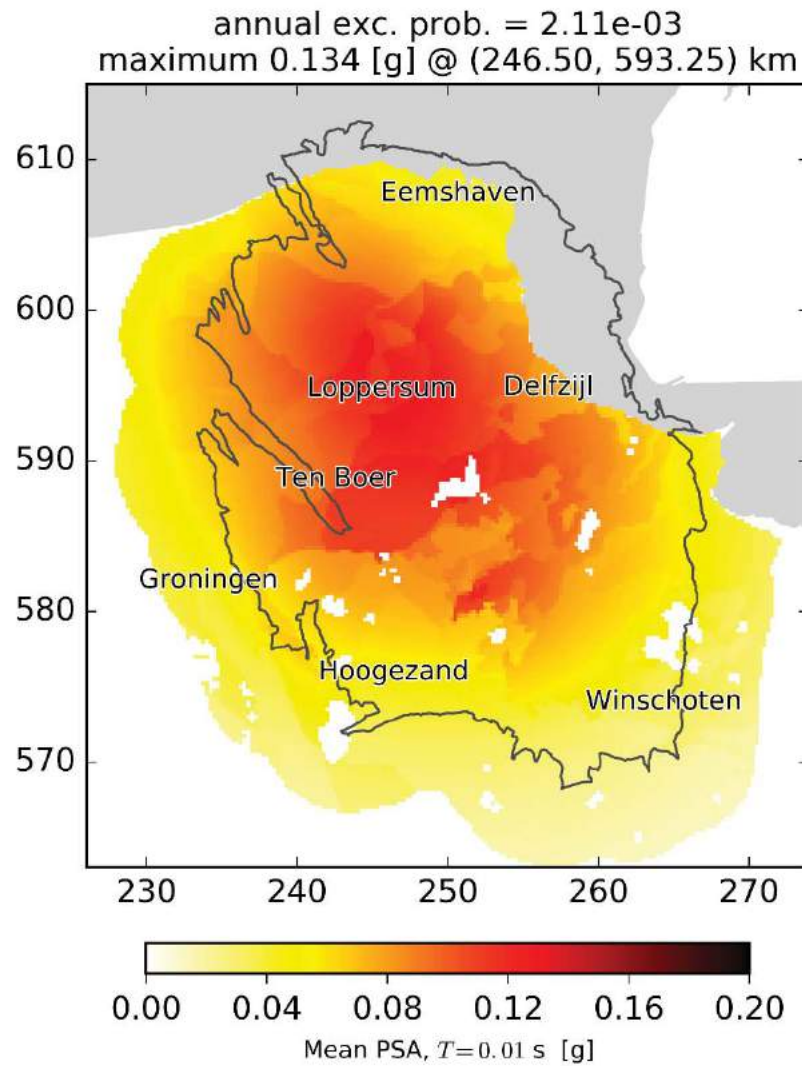 annual exc. prob. = 2.11e-03
maximum 0.134 [g] @ (246.50, 593.25) km
610
Eemshaven
600
Loppersum Delfzijl
590
Ten Boer
Groningen
580
Hoogezand
Winschoten
570
230 240 250 260 270
0.00 0.04 0.08 0.12 0.16 0.20
Mean PSA, T=0.01 s [g]